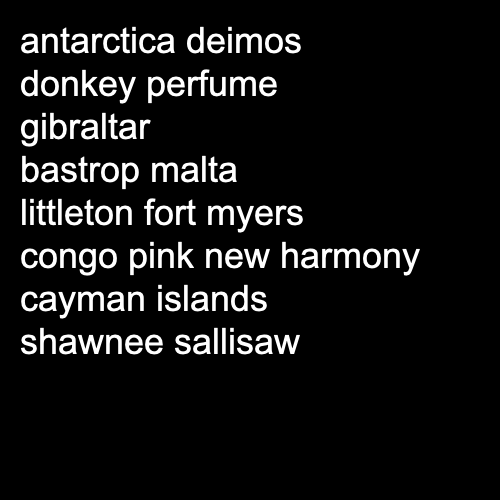 antarctica deimos
donkey perfume
gibraltar
bastrop malta
littleton fort myers
congo pink new harmony
cayman islands
shawnee sallisaw